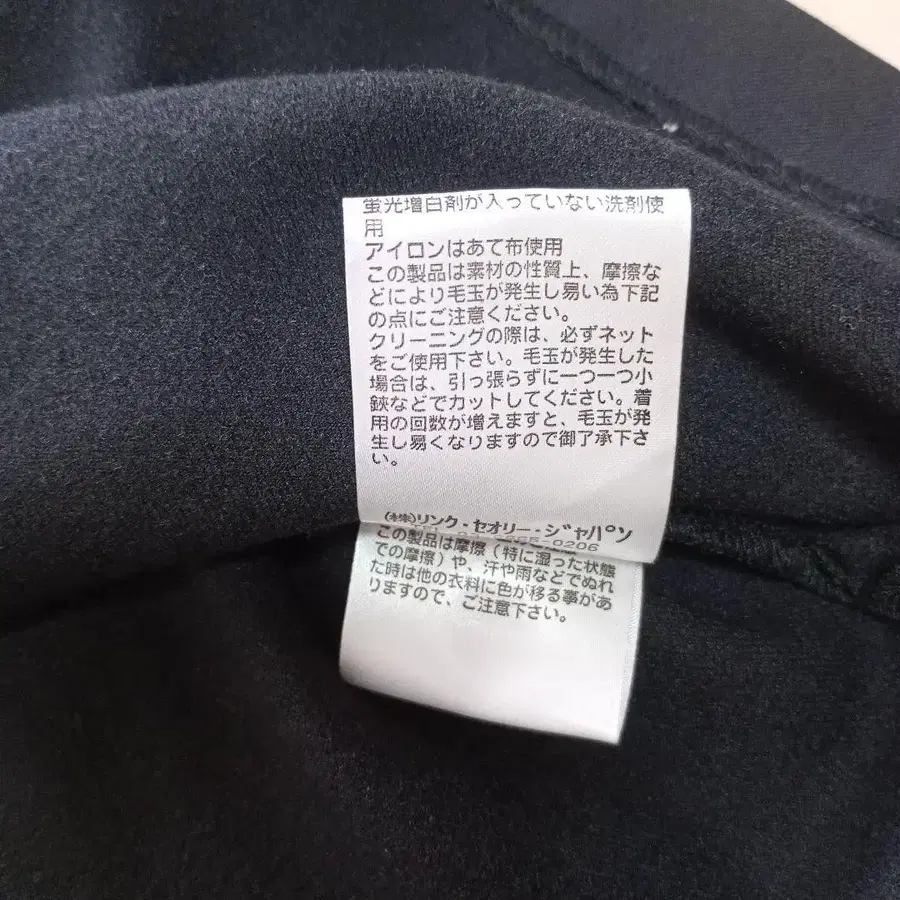 蛍光増白剤が入っていない洗剤使
用
アイロンはあて布使用
この製品は素材の性質上、摩擦な
どにより毛玉が発生し易い為下記
の点にご注意ください。
クリーニングの際は、必ずネット
をご使用下さい。毛玉が発生した
場合は、引っ張らずに一つ一つ小
鋏などでカットしてください。着
用の回数が増えますと、毛玉が発
生し易くなりますので御了承下さ
い。
(株)リンク・セオリー・ジャパン
0206
この製品は摩擦(特に湿った状態
での摩擦)や、汗や雨などでぬれ
た時は他の衣料に色が移る事があ
りますので、ご注意下さい。